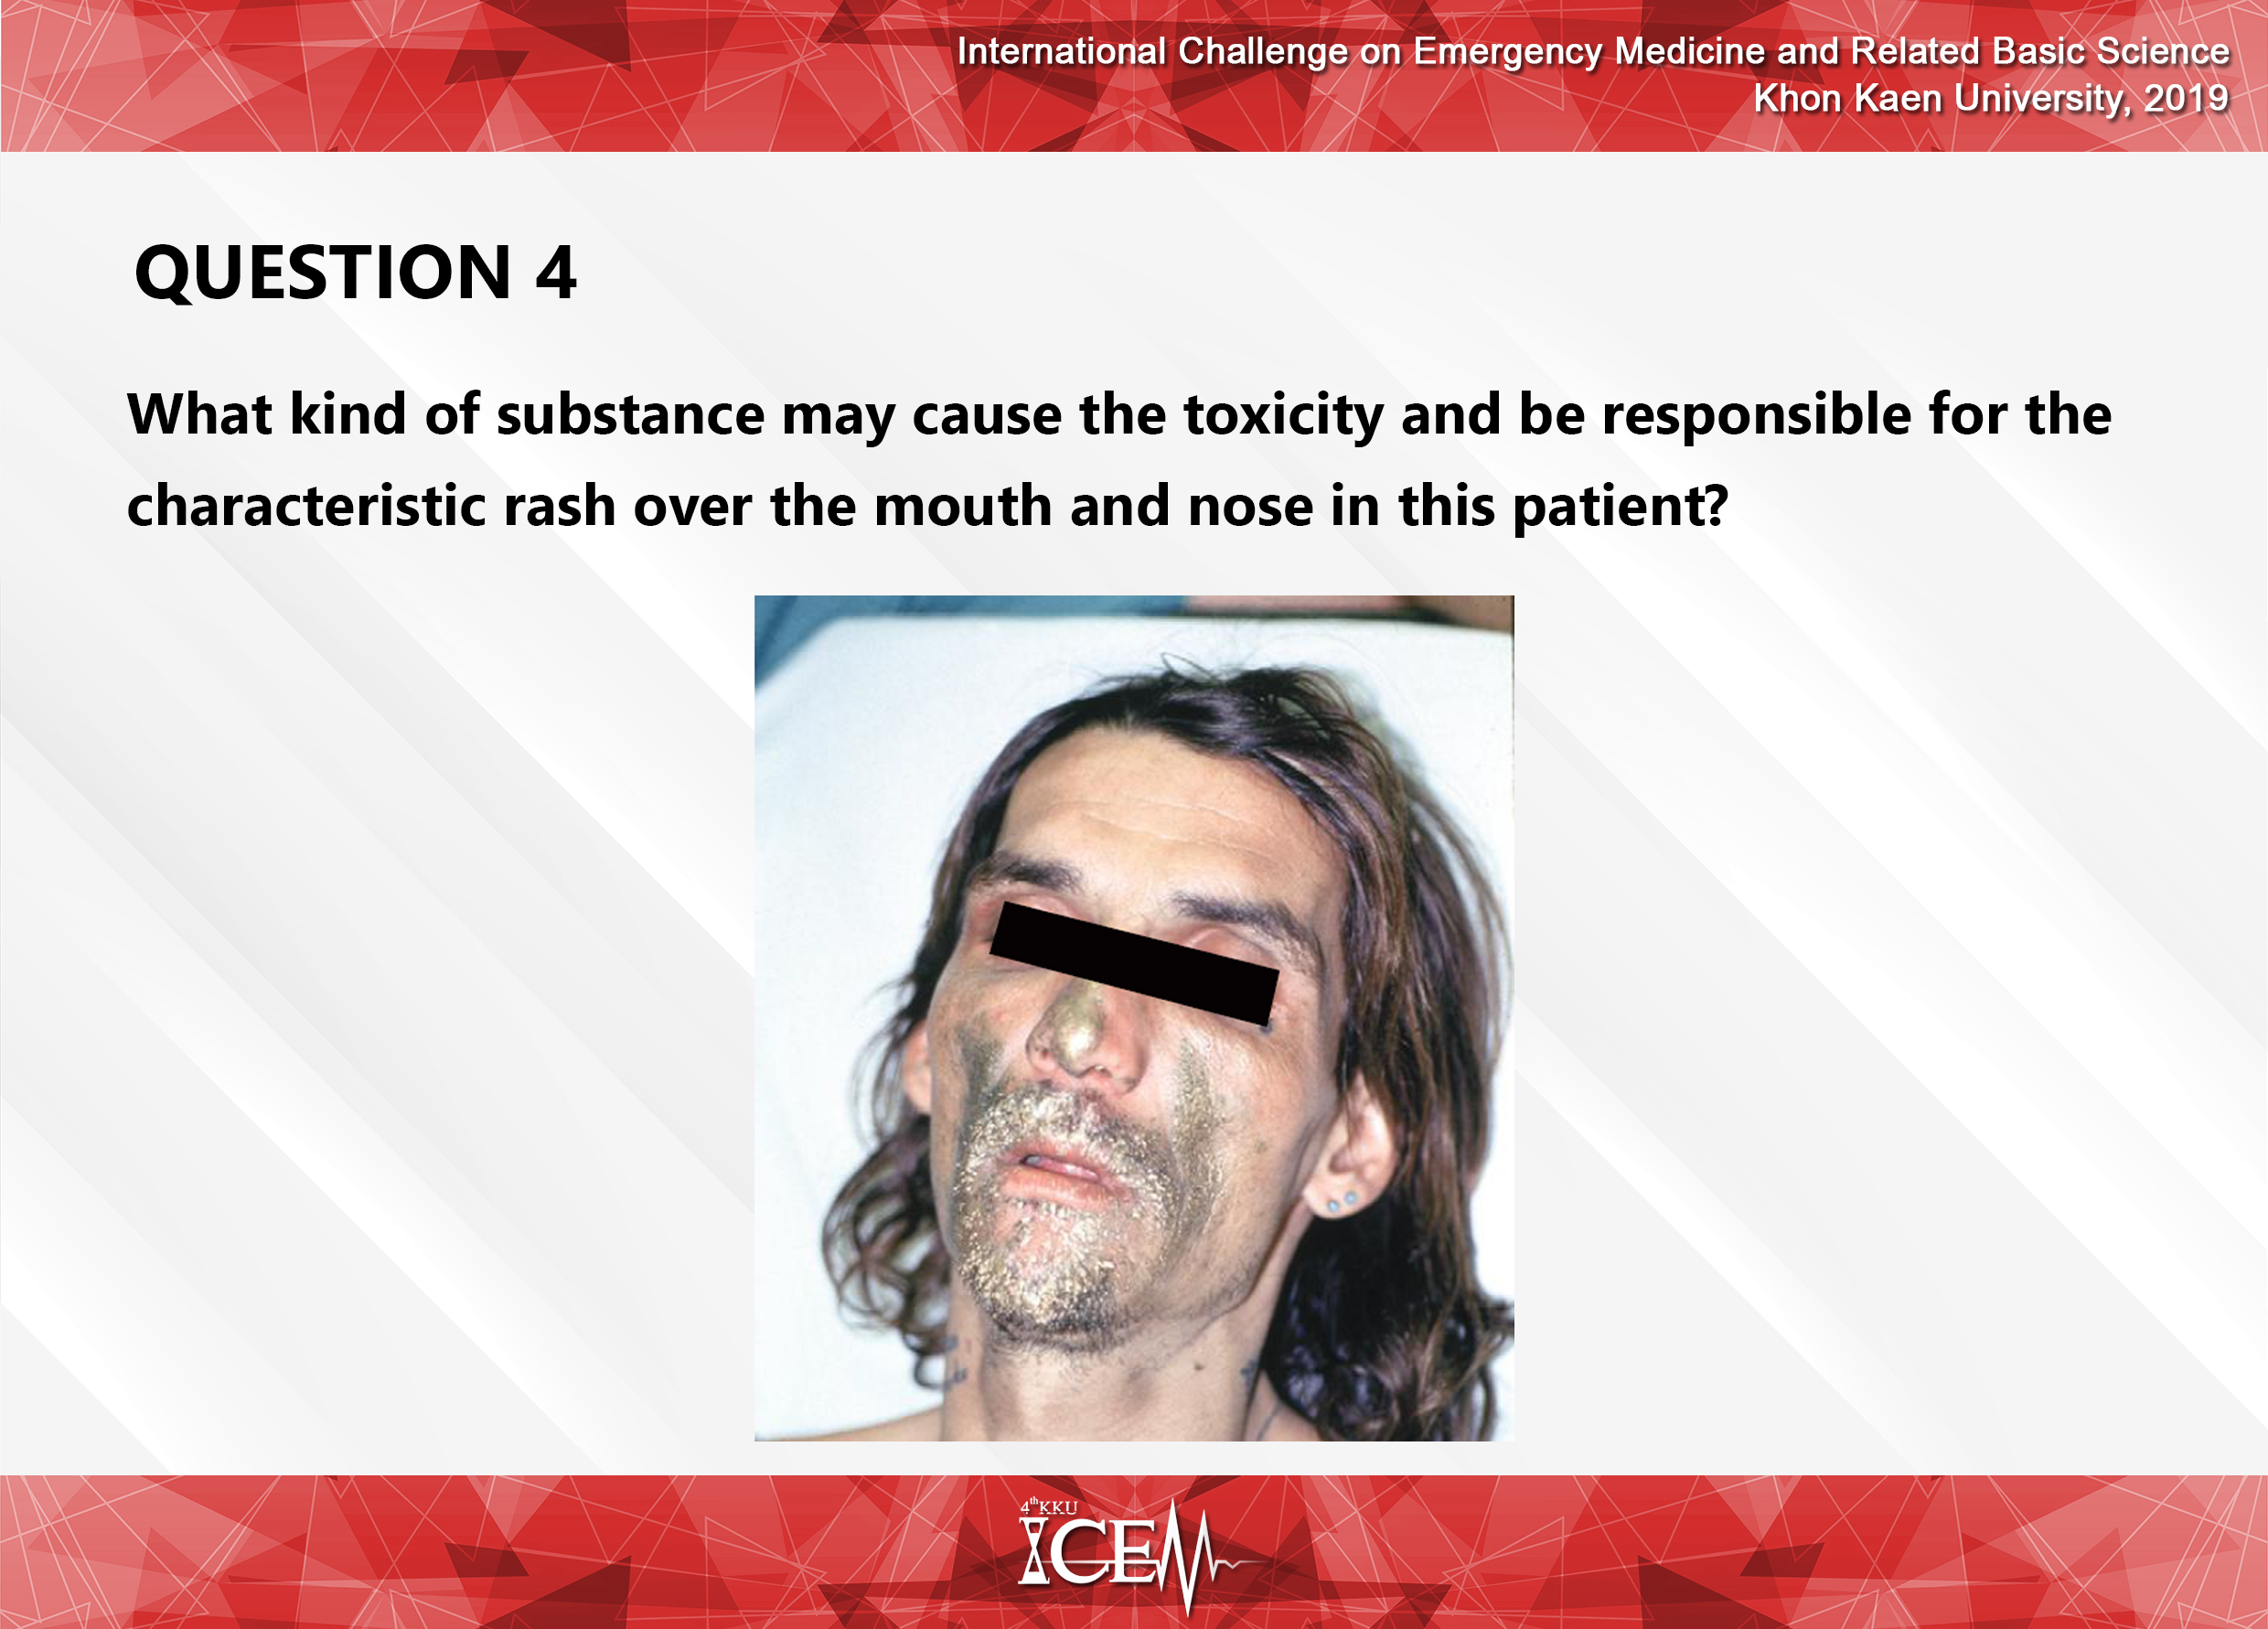 International Challenge on Emergency Medicine and Related Basic Science
Khon Kaen University, 2019
QUESTION 4
What kind of substance may cause the toxicity and be responsible for the
characteristic rash over the mouth and nose in this patient?
4th KKU
ICEM